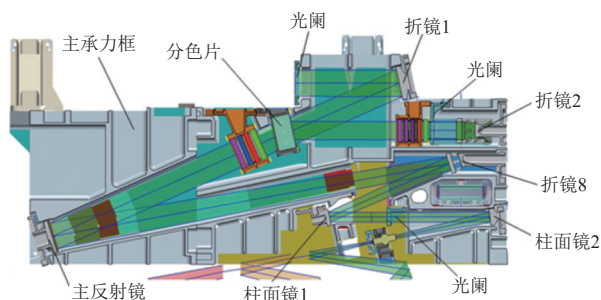 折镜1
光阑
分色片
主承力框
光阑
折镜2
折镜8
柱面镜2
主反射镜
柱面镜1
光阑